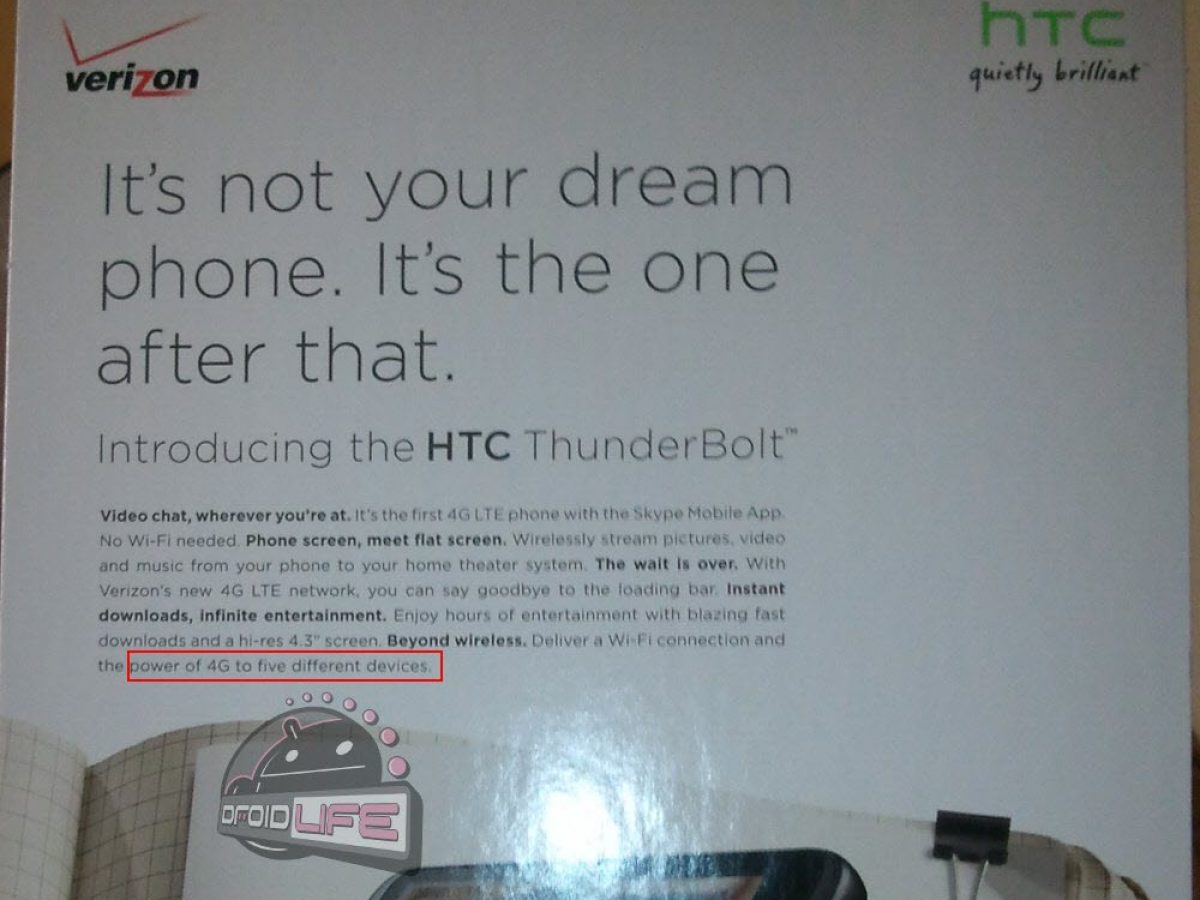 verizon
hTC
quietly brilliant
It's not your dream
phone. It's the one
after that.
Introducing the HTC ThunderBolt™
Video chat, wherever you're at. It's the first 4G LTE phone with the Skype Mobile App.
No Wi-Fi needed. Phone screen, meet flat screen. Wirelessly stream pictures, video
and music from your phone to your home theater system. The wait is over. With
Verizon's new 4G LTE network, you can say goodbye to the loading bar. Instant
downloads, infinite entertainment. Enjoy hours of entertainment with blazing fast
downloads and a hi-res 4.3" screen. Beyond wireless. Deliver a Wi-Fi connection and
the power of 4G to five different devices.
DROID LIFE